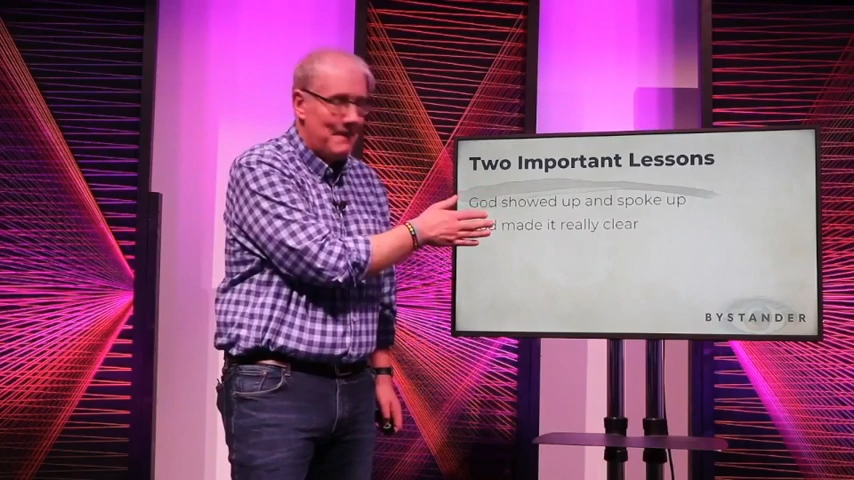 Two Important Lessons
God showed up and spoke up
made it really clear
BYSTANDER